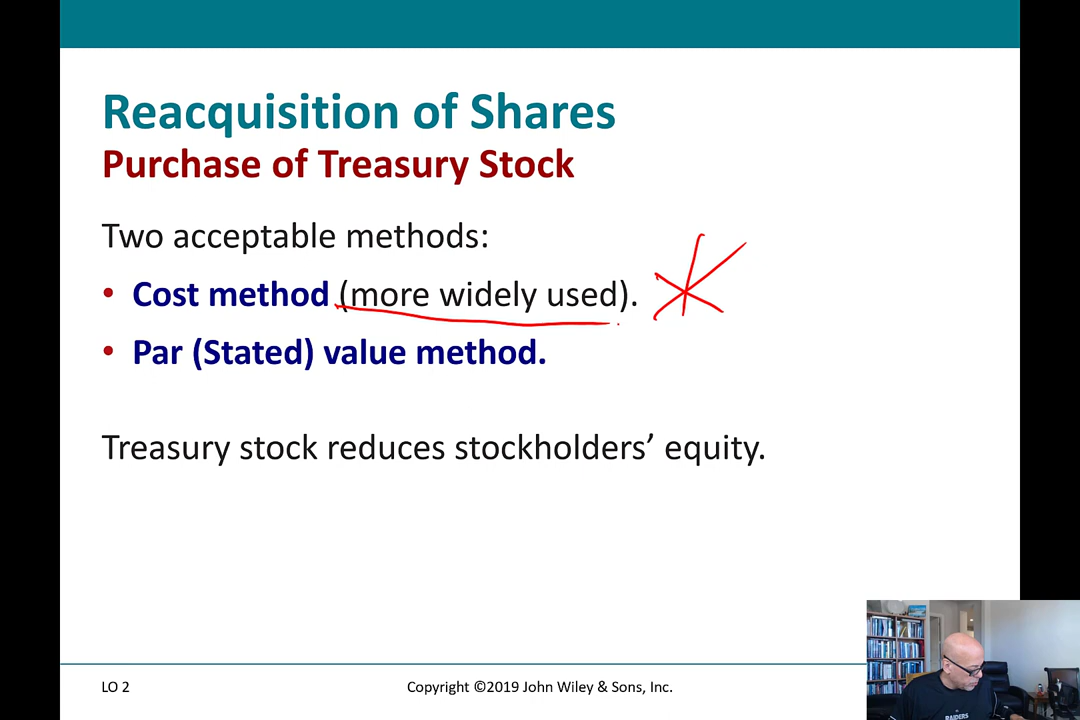 Reacquisition of Shares
Purchase of Treasury Stock
Two acceptable methods:
• Cost method (more widely used).
• Par (Stated) value method.
Treasury stock reduces stockholders’ equity.
LO 2
Copyright ©2019 John Wiley & Sons, Inc.
RAIDERS